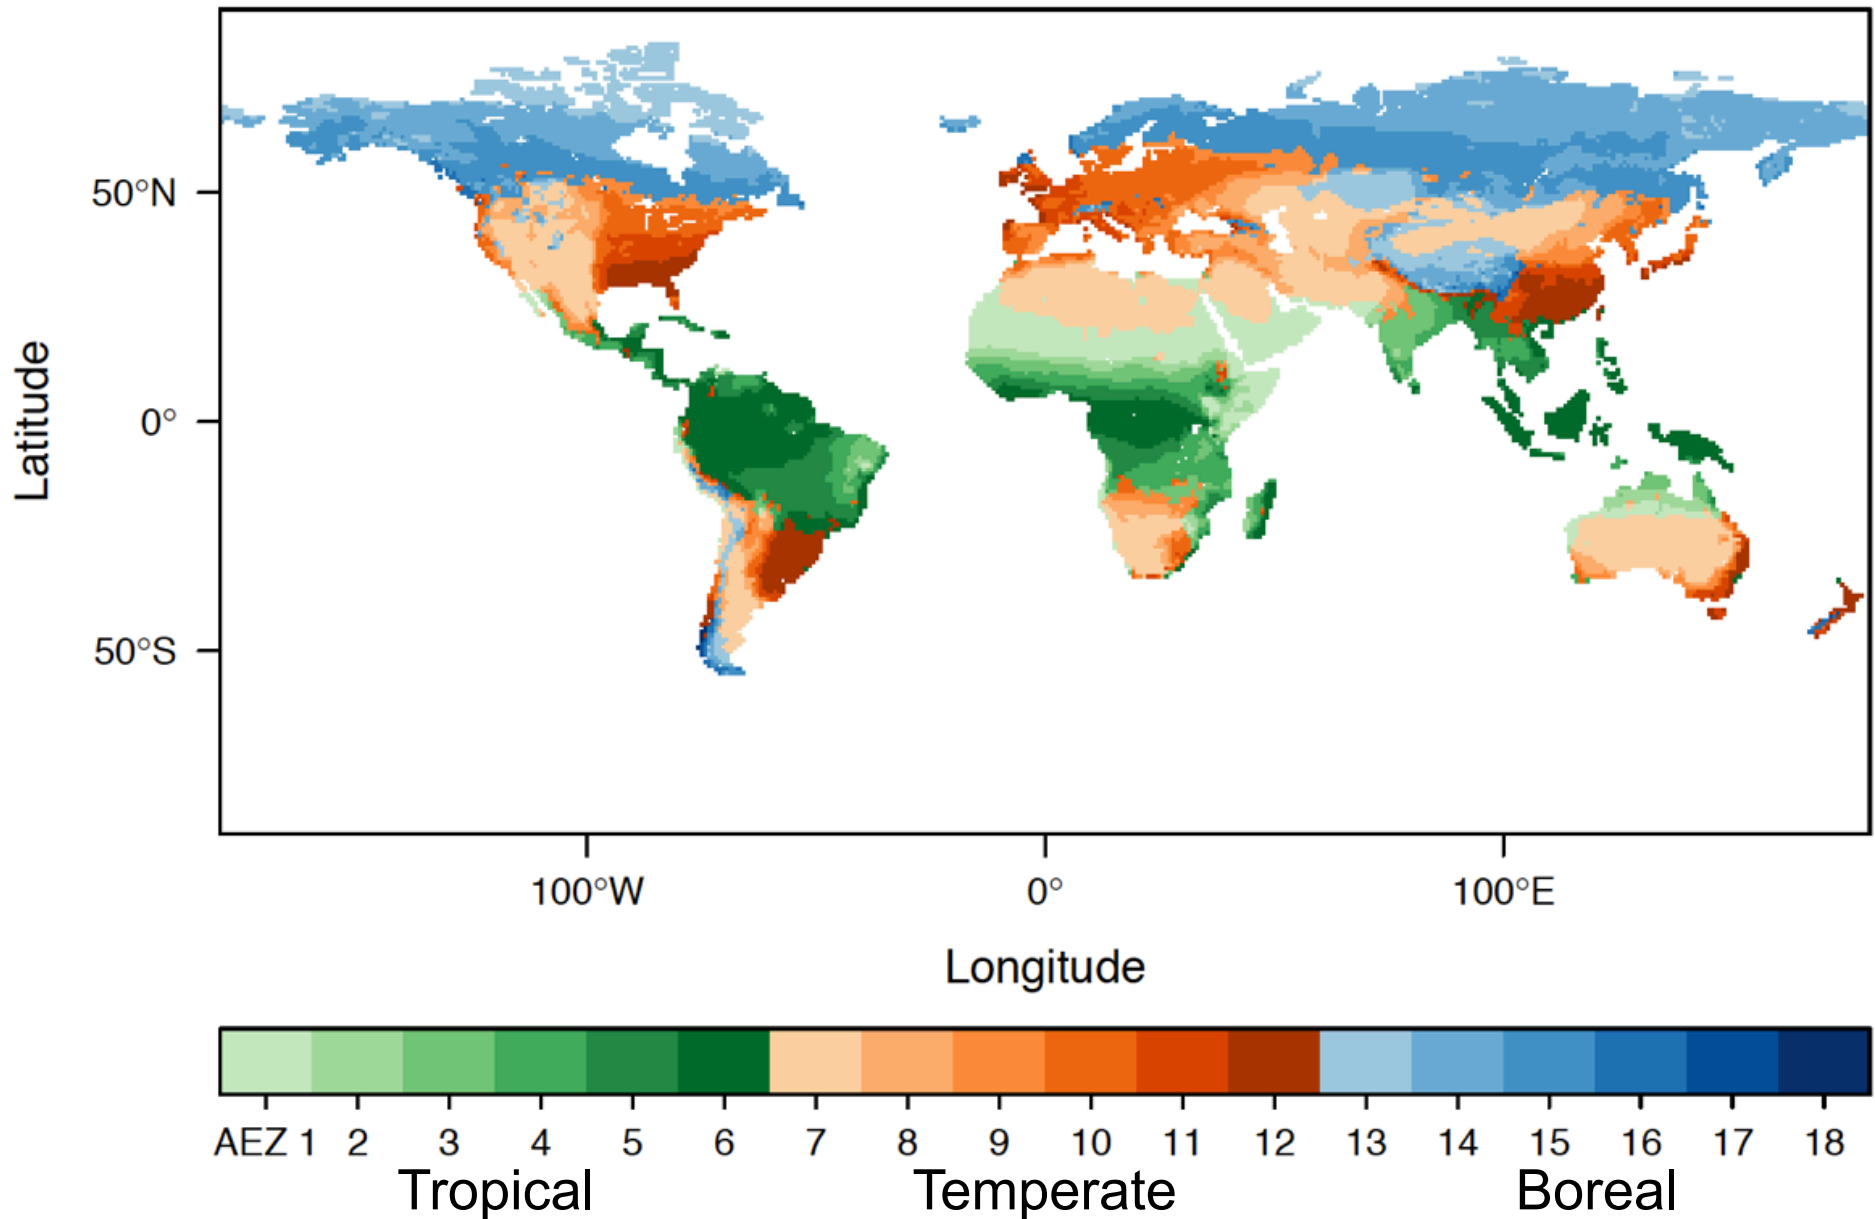 Latitude
50°N
0°
50°S
100°W 0° 100°E
Longitude
AEZ 1 2 3 4 5 6 7 8 9 10 11 12 13 14 15 16 17 18
Tropical Temperate Boreal